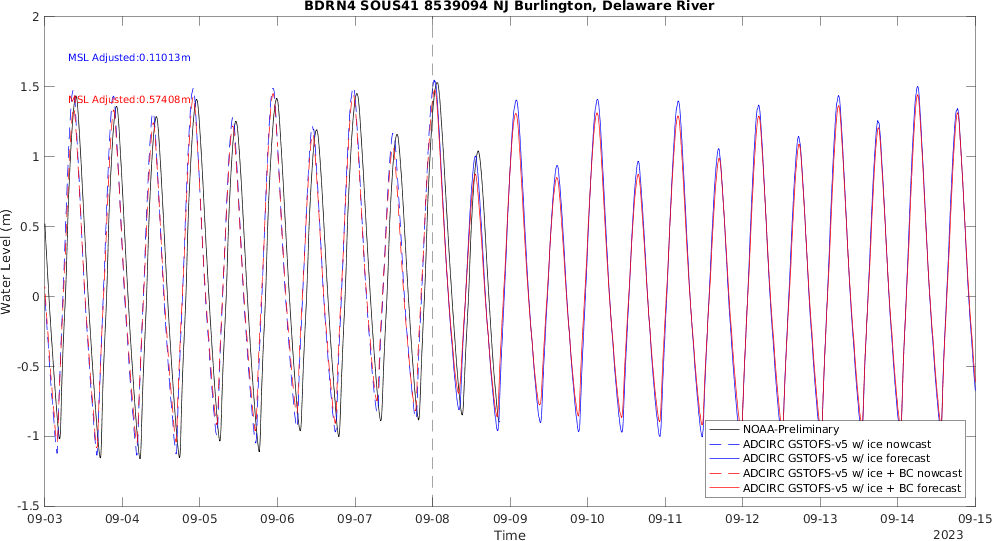 BDRN4 SOUS41 8539094 NJ Burlington, Delaware River
2
1.5
1
0.5
0
-0.5
-1
-1.5
Water Level (m)
MSL Adjusted:0.11013m
MSL Adjusted:0.57408m
NOAA-Preliminary
ADCIRC GSTOFS-v5 w/ ice nowcast
ADCIRC GSTOFS-v5 w/ ice forecast
ADCIRC GSTOFS-v5 w/ ice + BC nowcast
ADCIRC GSTOFS-v5 w/ ice + BC forecast
09-03 09-04 09-05 09-06 09-07 09-08 09-09 09-10 09-11 09-12 09-13 09-14 09-15
Time
2023